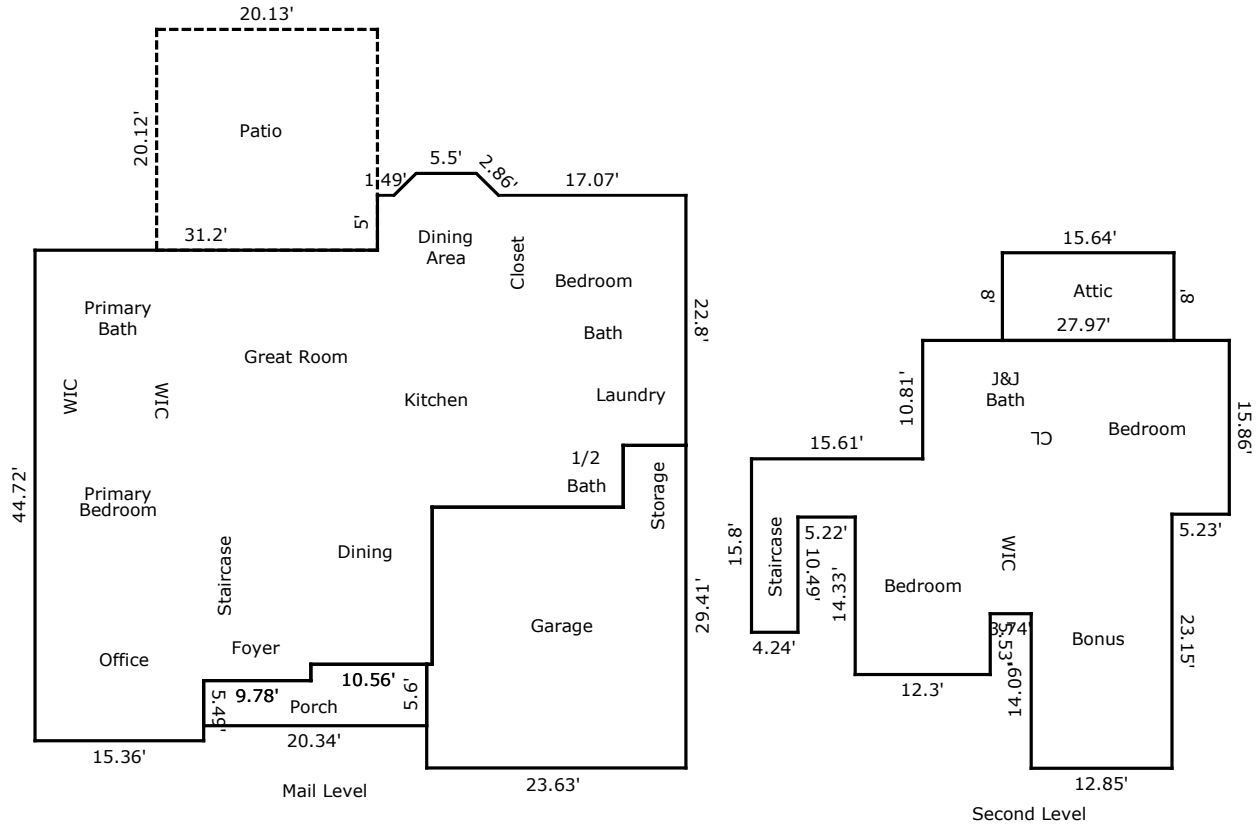 20.13'
20.12'
Patio
5.5'
2.86'
1.49'
17.07'
5'
31.2'
Dining
Area
Closet
Bedroom
Primary
Bath
Great Room
Bath
22.8'
WIC
WIC
Kitchen
Laundry
1/2
Bath
Storage
44.72'
Primary
Bedroom
Staircase
Dining
Garage
29.41'
Foyer
Office
5.49'
9.78'
10.56'
5.9'
Porch
15.36'
20.34'
23.63'
Mail Level
15.64'
8'
Attic
8'
27.97'
10.81'
J&J
Bath
CL
Bedroom
15.86'
15.61'
15.8'
Staircase
5.22'
10.49'
14.33'
Bedroom
WIC
5.23'
4.24'
3.74'
5.53'
14.09'
Bonus
23.15'
12.3'
12.85'
Second Level